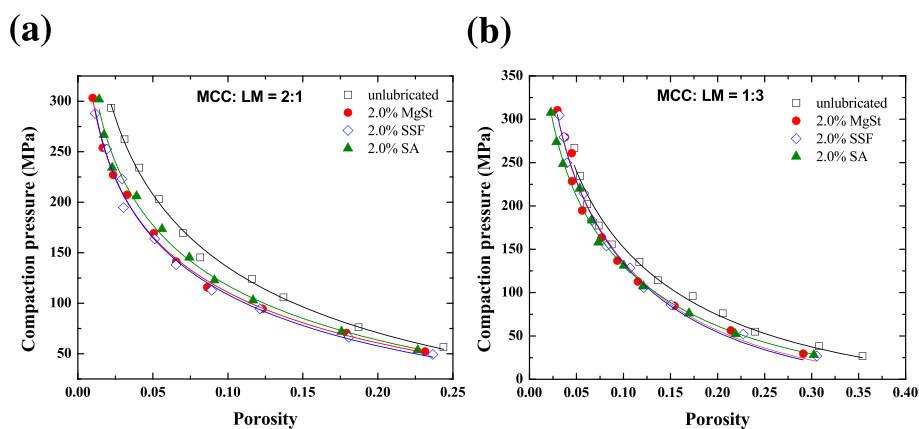 (a)
MCC: LM = 2:1
unlubricated
2.0% MgSt
2.0% SSF
2.0% SA
Compaction pressure (MPa)
300
250
200
150
100
50
0.00 0.05 0.10 0.15 0.20 0.25
Porosity
(b)
MCC: LM = 1:3
unlubricated
2.0% MgSt
2.0% SSF
2.0% SA
Compaction pressure (MPa)
350
300
250
200
150
100
50
0
0.00 0.05 0.10 0.15 0.20 0.25 0.30 0.35 0.40
Porosity